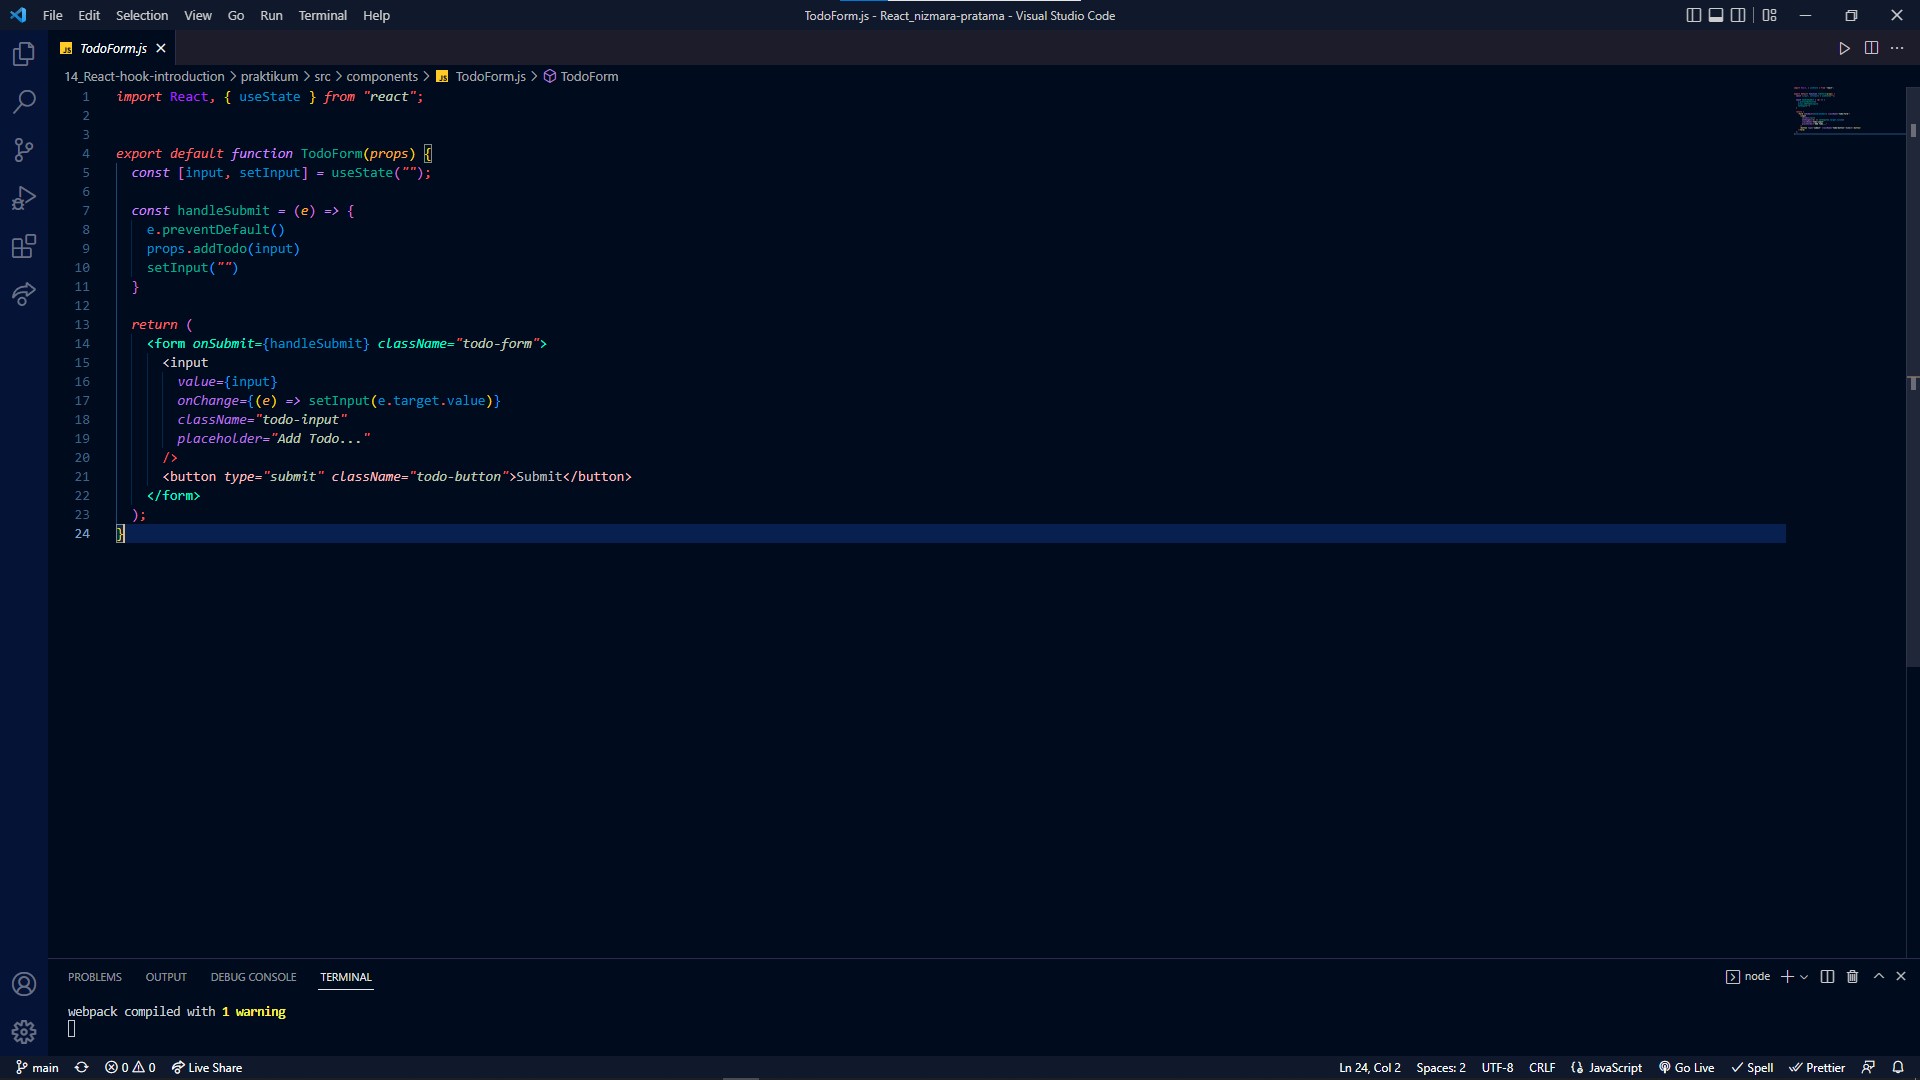 File Edit Selection View Go Run Terminal Help TodoForm.js - React_nizmara-pratama - Visual Studio Code
JS TodoForm.js
14_React-hook-introduction > praktikum > src > components > JS TodoForm.js > TodoForm
1 import React, { useState } from "react";
2
3
4 export default function TodoForm(props) {
5 const [input, setInput] = useState("");
6
7 const handleSubmit = (e) => {
8 e.preventDefault()
9 props.addTodo(input)
10 setInput("")
11 }
12
13 return (
14 <form onSubmit={handleSubmit} className="todo-form">
15 <input
16 value={input}
17 onChange={(e) => setInput(e.target.value)}
18 className="todo-input"
19 placeholder="Add Todo..."
20 />
21 <button type="submit" className="todo-button">Submit</button>
22 </form>
23 );
24 }
PROBLEMS OUTPUT DEBUG CONSOLE TERMINAL node
webpack compiled with 1 warning
main 0 0 Live Share Ln 24, Col 2 Spaces: 2 UTF-8 CRLF JavaScript Go Live Spell Prettier